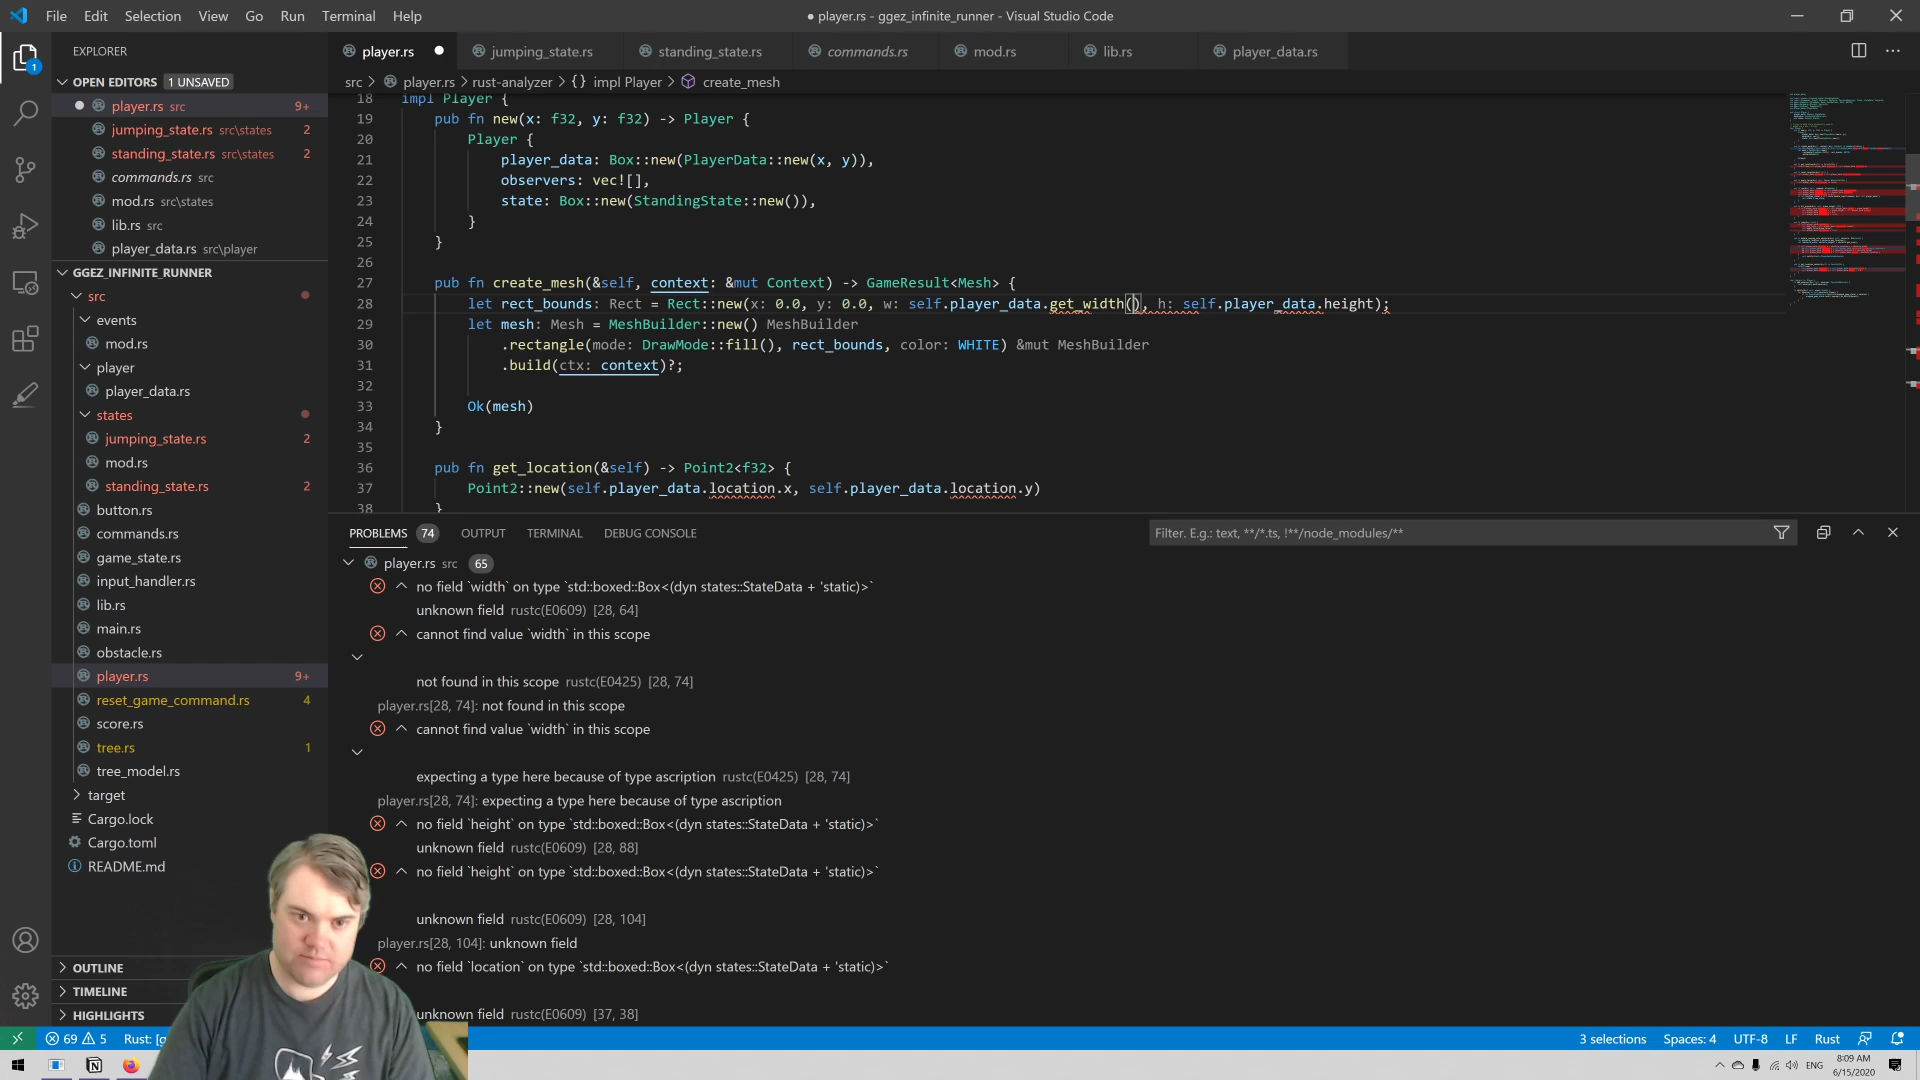 File Edit Selection View Go Run Terminal Help
● player.rs - ggez_infinite_runner - Visual Studio Code
EXPLORER
player.rs jumping_state.rs standing_state.rs commands.rs mod.rs lib.rs player_data.rs
OPEN EDITORS 1 UNSAVED
player.rs src 9+
jumping_state.rs src\states 2
standing_state.rs src\states 2
commands.rs src
mod.rs src\states
lib.rs src
player_data.rs src\player
GGEZ_INFINITE_RUNNER
src
events
mod.rs
player
player_data.rs
states
jumping_state.rs 2
mod.rs
standing_state.rs 2
button.rs
commands.rs
game_state.rs
input_handler.rs
lib.rs
main.rs
obstacle.rs
player.rs 9+
reset_game_command.rs 4
score.rs
tree.rs 1
tree_model.rs
target
Cargo.lock
Cargo.toml
README.md
OUTLINE
TIMELINE
HIGHLIGHTS
src > player.rs > rust-analyzer > {} impl Player > create_mesh
18 impl Player {
19 pub fn new(x: f32, y: f32) -> Player {
20 Player {
21 player_data: Box::new(PlayerData::new(x, y)),
22 observers: vec![],
23 state: Box::new(StandingState::new()),
24 }
25 }
26
27 pub fn create_mesh(&self, context: &mut Context) -> GameResult<Mesh> {
28 let rect_bounds: Rect = Rect::new(x: 0.0, y: 0.0, w: self.player_data.get_width(), h: self.player_data.height);
29 let mesh: Mesh = MeshBuilder::new() MeshBuilder
30 .rectangle(mode: DrawMode::fill(), rect_bounds, color: WHITE) &mut MeshBuilder
31 .build(ctx: context)?;
32
33 Ok(mesh)
34 }
35
36 pub fn get_location(&self) -> Point2<f32> {
37 Point2::new(self.player_data.location.x, self.player_data.location.y)
38 }
PROBLEMS 74 OUTPUT TERMINAL DEBUG CONSOLE
Filter. E.g.: text, **/*.ts, !**/node_modules/**
player.rs src 65
no field `width` on type `std::boxed::Box<(dyn states::StateData + 'static)>`
unknown field rustc(E0609) [28, 64]
cannot find value `width` in this scope
not found in this scope rustc(E0425) [28, 74]
player.rs[28, 74]: not found in this scope
cannot find value `width` in this scope
expecting a type here because of type ascription rustc(E0425) [28, 74]
player.rs[28, 74]: expecting a type here because of type ascription
no field `height` on type `std::boxed::Box<(dyn states::StateData + 'static)>`
unknown field rustc(E0609) [28, 88]
no field `height` on type `std::boxed::Box<(dyn states::StateData + 'static)>`
unknown field rustc(E0609) [28, 104]
player.rs[28, 104]: unknown field
no field `location` on type `std::boxed::Box<(dyn states::StateData + 'static)>`
unknown field rustc(E0609) [37, 38]
69 5 Rust: [
3 selections Spaces: 4 UTF-8 LF Rust
ENG
8:09 AM
6/15/2020